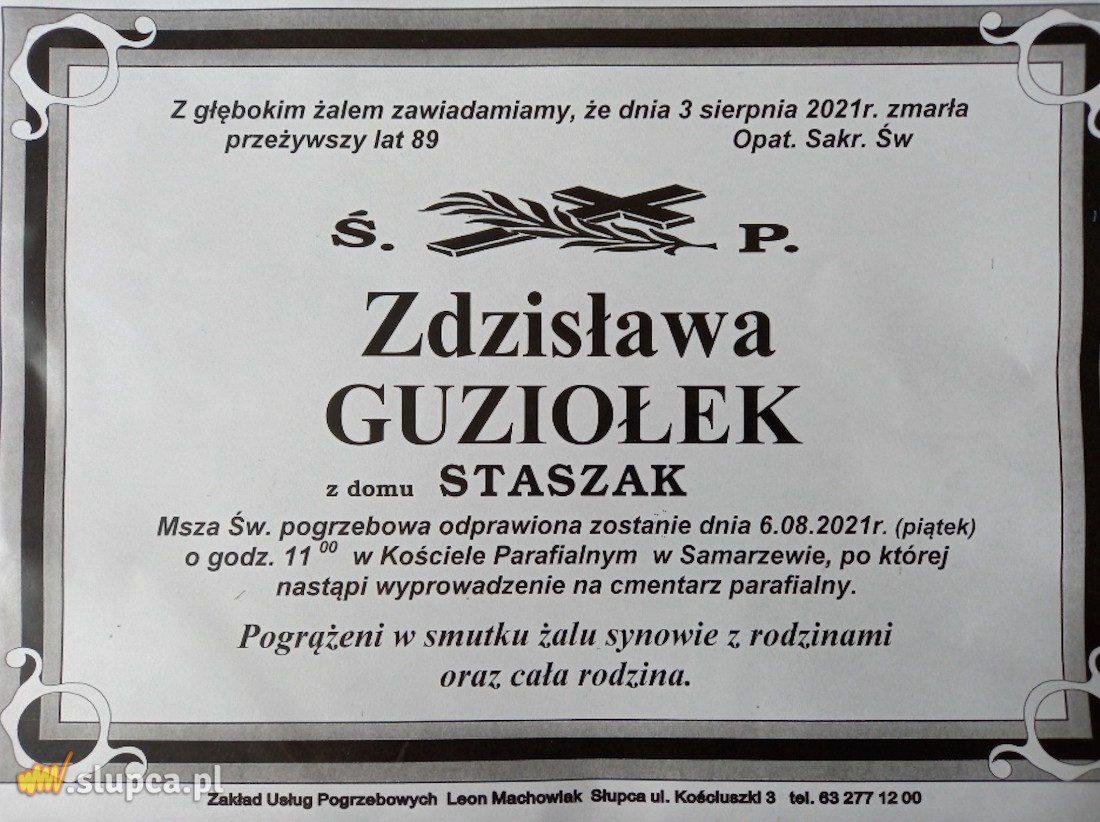 Z głębokim żalem zawiadamiamy, że dnia 3 sierpnia 2021r. zmarła
przeżywszy lat 89 Opat. Sakr. Św
Ś. P.
Zdzisława
GUZIOŁEK
z domu STASZAK
Msza Św. pogrzebowa odprawiona zostanie dnia 6.08.2021r. (piątek)
o godz. 11 00 w Kościele Parafialnym w Samarzewie, po której
nastąpi wyprowadzenie na cmentarz parafialny.
Pogrążeni w smutku żalu synowie z rodzinami
oraz cała rodzina.
www.slupca.pl
Zakład Usług Pogrzebowych Leon Machowiak Słupca ul. Kościuszki 3 tel. 63 277 12 00